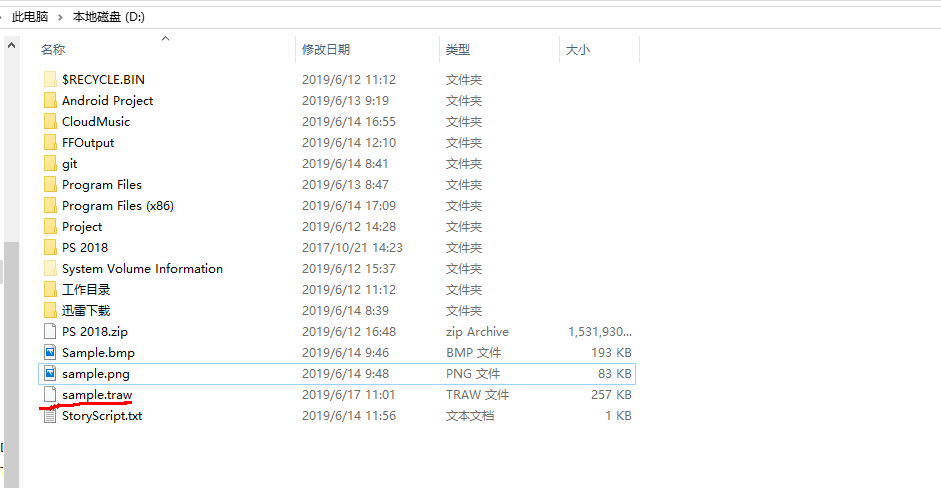 此电脑 › 本地磁盘 (D:)
名称 修改日期 类型 大小
$RECYCLE.BIN 2019/6/12 11:12 文件夹
Android Project 2019/6/13 9:19 文件夹
CloudMusic 2019/6/14 16:55 文件夹
FFOutput 2019/6/14 12:10 文件夹
git 2019/6/14 8:41 文件夹
Program Files 2019/6/13 8:47 文件夹
Program Files (x86) 2019/6/14 17:09 文件夹
Project 2019/6/12 14:28 文件夹
PS 2018 2017/10/21 14:23 文件夹
System Volume Information 2019/6/12 15:37 文件夹
工作目录 2019/6/12 11:12 文件夹
迅雷下载 2019/6/14 8:39 文件夹
PS 2018.zip 2019/6/12 16:48 zip Archive 1,531,930...
Sample.bmp 2019/6/14 9:46 BMP 文件 193 KB
sample.png 2019/6/14 9:48 PNG 文件 83 KB
sample.traw 2019/6/17 11:01 TRAW 文件 257 KB
StoryScript.txt 2019/6/14 11:56 文本文档 1 KB